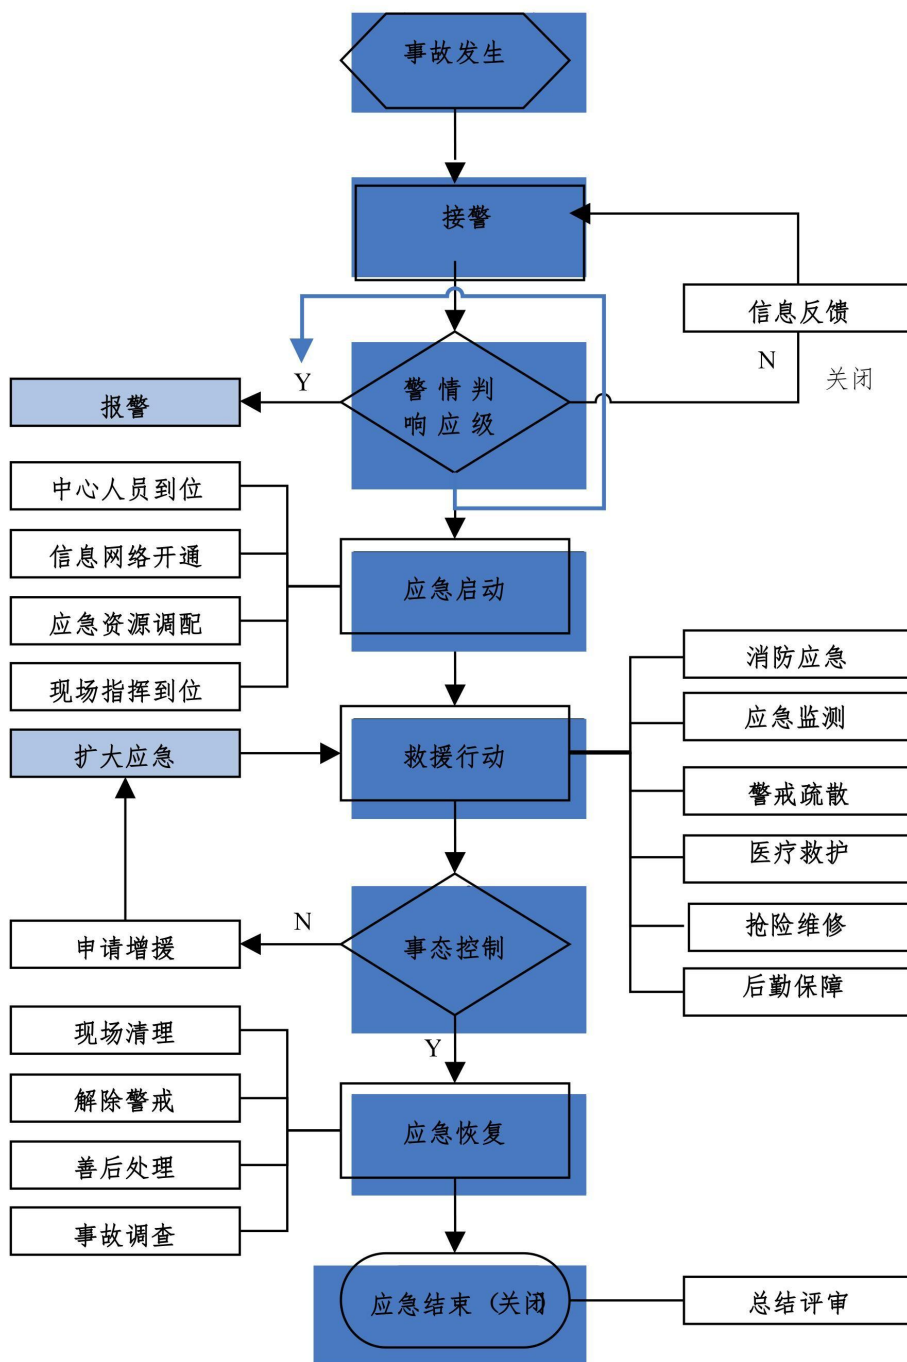 事故发生
接警
信息反馈
N
关闭
Y
报警
警情判
响应级
中心人员到位
信息网络开通
应急资源调配
现场指挥到位
应急启动
消防应急
应急监测
警戒疏散
医疗救护
抢险维修
后勤保障
扩大应急
救援行动
N
申请增援
事态控制
Y
现场清理
解除警戒
善后处理
事故调查
应急恢复
应急结束（关闭）
总结评审